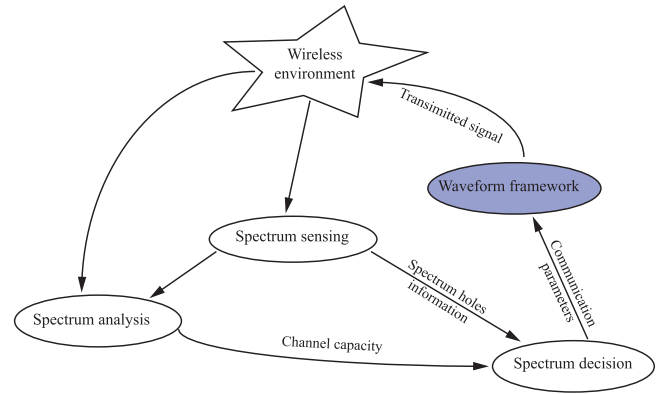 Wireless
environment
Transimitted signal
Waveform framework
Spectrum sensing
Spectrum holes
information
Communication
parameters
Spectrum analysis
Channel capacity
Spectrum decision